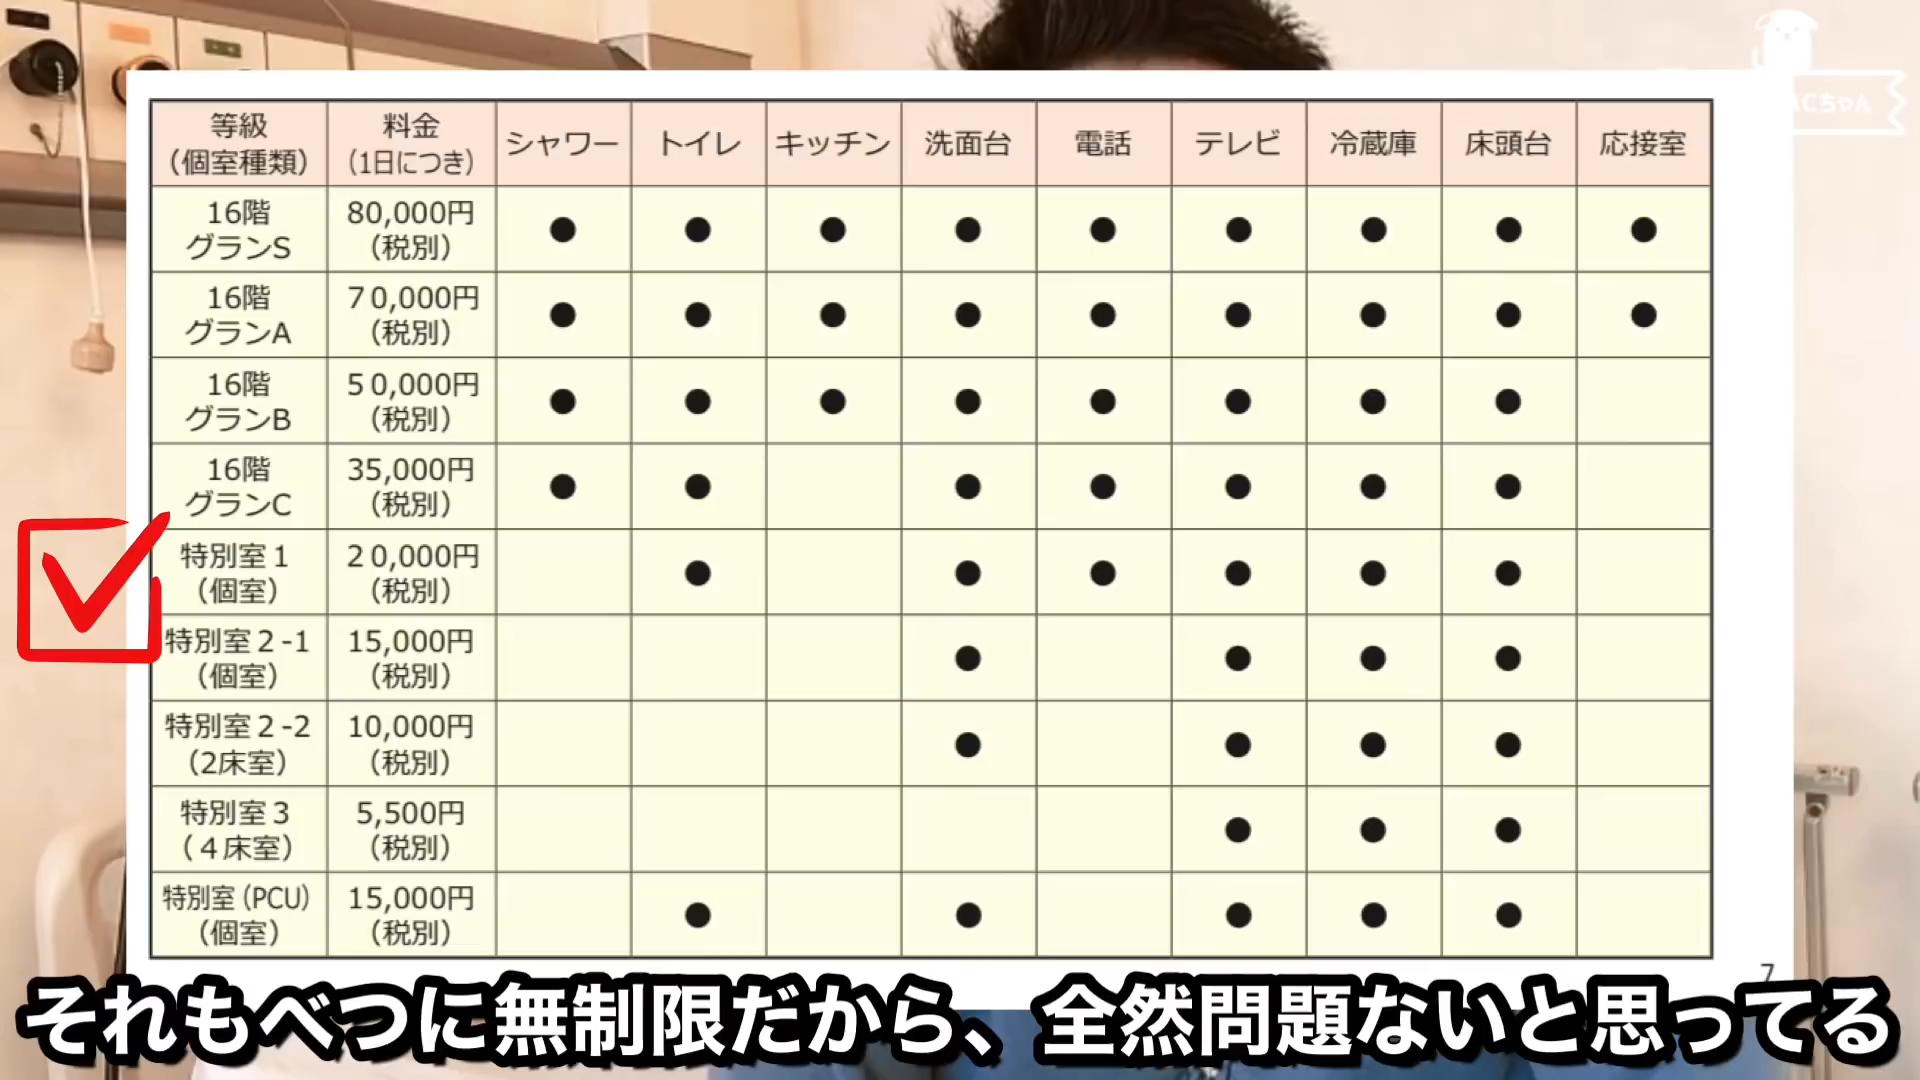 ACちゃん
等級 料金 シャワー トイレ キッチン 洗面台 電話 テレビ 冷蔵庫 床頭台 応接室
（個室種類） （1日につき）
16階 80,000円 ● ● ● ● ● ● ● ● ●
グランS （税別）
16階 70,000円 ● ● ● ● ● ● ● ● ●
グランA （税別）
16階 50,000円 ● ● ● ● ● ● ● ●
グランB （税別）
16階 35,000円 ● ● ● ● ● ● ●
グランC （税別）
特別室1 20,000円 ● ● ● ● ● ●
（個室） （税別）
特別室2-1 15,000円 ● ● ● ●
（個室） （税別）
特別室2-2 10,000円 ● ● ● ●
（2床室） （税別）
特別室3 5,500円 ● ● ●
（4床室） （税別）
特別室（PCU） 15,000円 ● ● ● ● ●
（個室） （税別）
7
それもべつに無制限だから、全然問題ないと思ってる